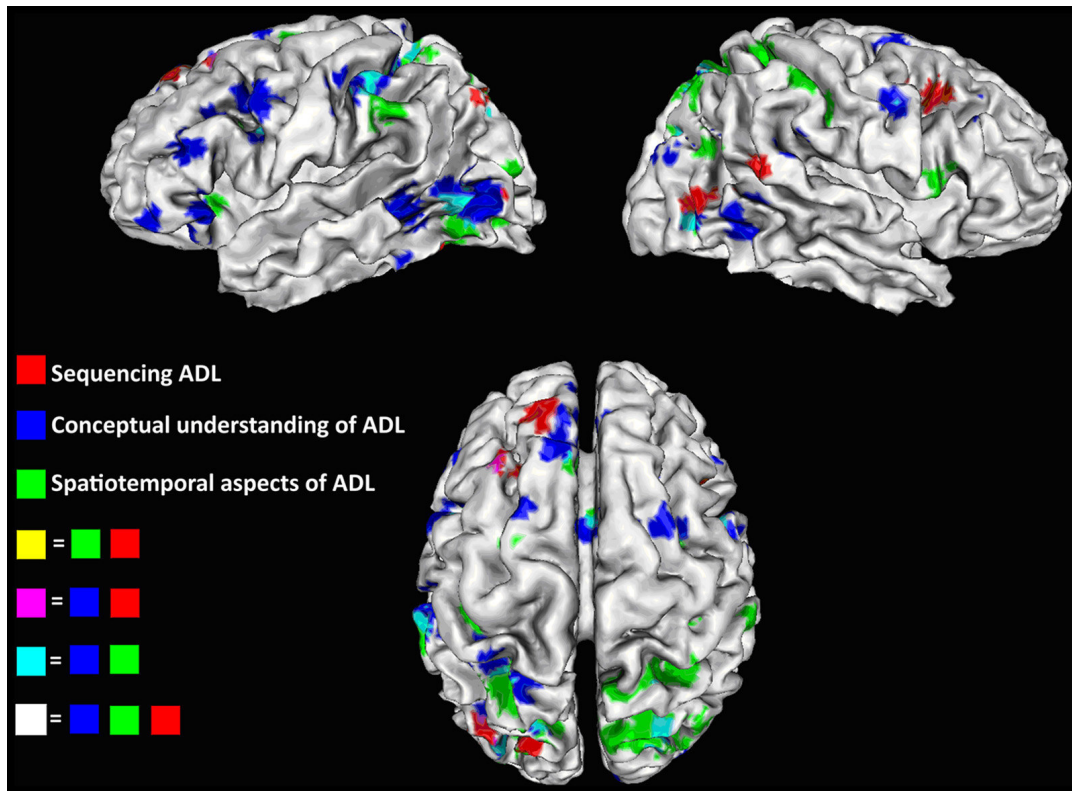 Sequencing ADL
Conceptual understanding of ADL
Spatiotemporal aspects of ADL
=
=
=
=